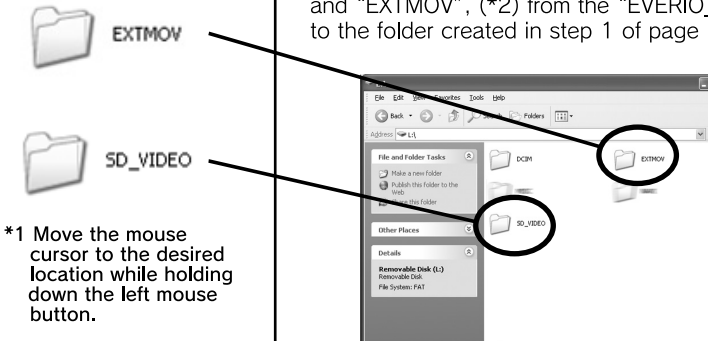 EXTMOV
SD_VIDEO
*1 Move the mouse
cursor to the desired
location while holding
down the left mouse
button.
and "EXTMOV", (*2) from the "EVERIO_
to the folder created in step 1 of page
File Edit View Favorites Tools Help
Back Folders
Address L:\
File and Folder Tasks
Make a new folder
Publish this folder to the
Web
Share this folder
Other Places
Details
Removable Disk (L:)
Removable Disk
File System: FAT
DCIM
EXTMOV
SD_VIDEO